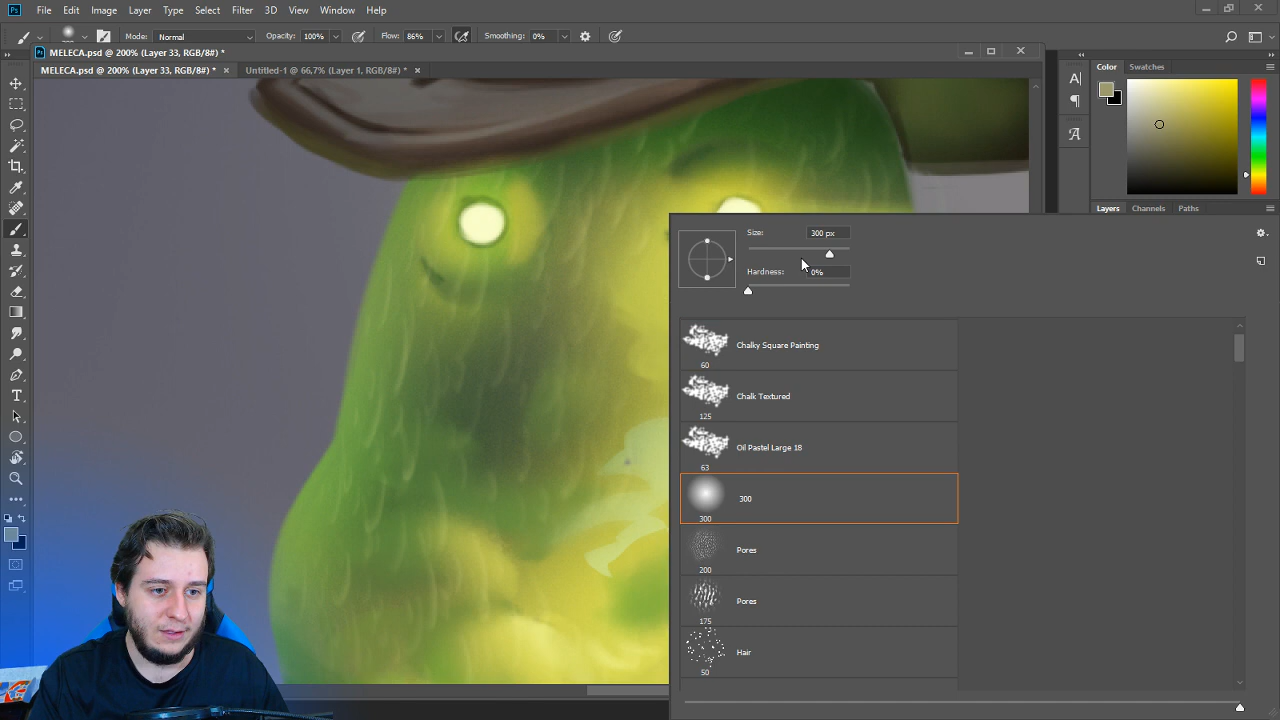 Ps File Edit Image Layer Type Select Filter 3D View Window Help
Mode: Normal Opacity: 100% Flow: 86% Smoothing: 0%
MELECA.psd @ 200% (Layer 33, RGB/8#) *
MELECA.psd @ 200% (Layer 33, RGB/8#) * × Untitled-1 @ 66,7% (Layer 1, RGB/8#) * ×
Color Swatches
Layers Channels Paths
Size: 300 px
Hardness: 0%
Chalky Square Painting
60
Chalk Textured
125
Oil Pastel Large 18
63
300
300
Pores
200
Pores
175
Hair
50